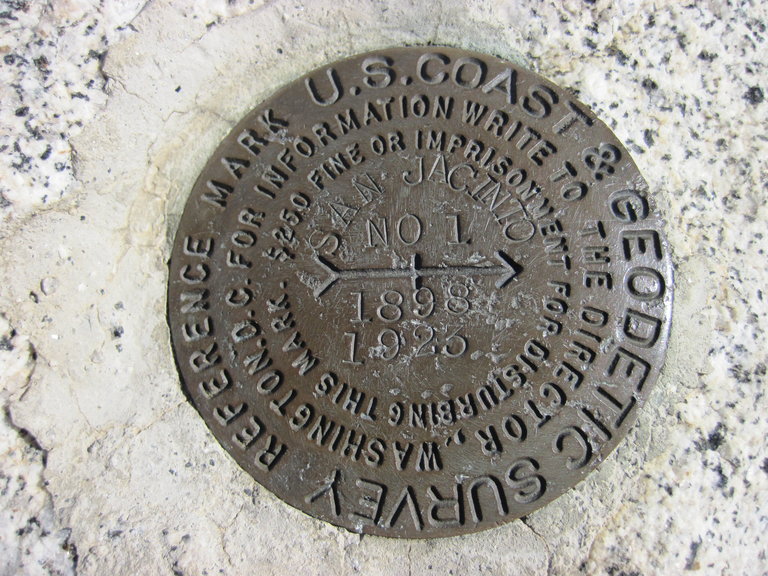 U.S. COAST & GEODETIC SURVEY
REFERENCE MARK
FOR INFORMATION WRITE TO THE DIRECTOR, WASHINGTON, D.C.
$250 FINE OR IMPRISONMENT FOR DISTURBING THIS MARK.
SAN JACINTO
NO 1
1898
1923